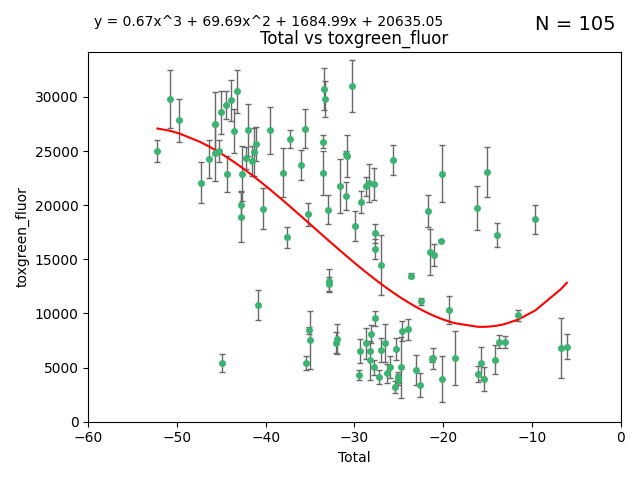 y = 0.67x^3 + 69.69x^2 + 1684.99x + 20635.05
N = 105
Total vs toxgreen_fluor
30000
25000
20000
15000
10000
5000
0
toxgreen_fluor
−60
−50
−40
−30
−20
−10
0
Total